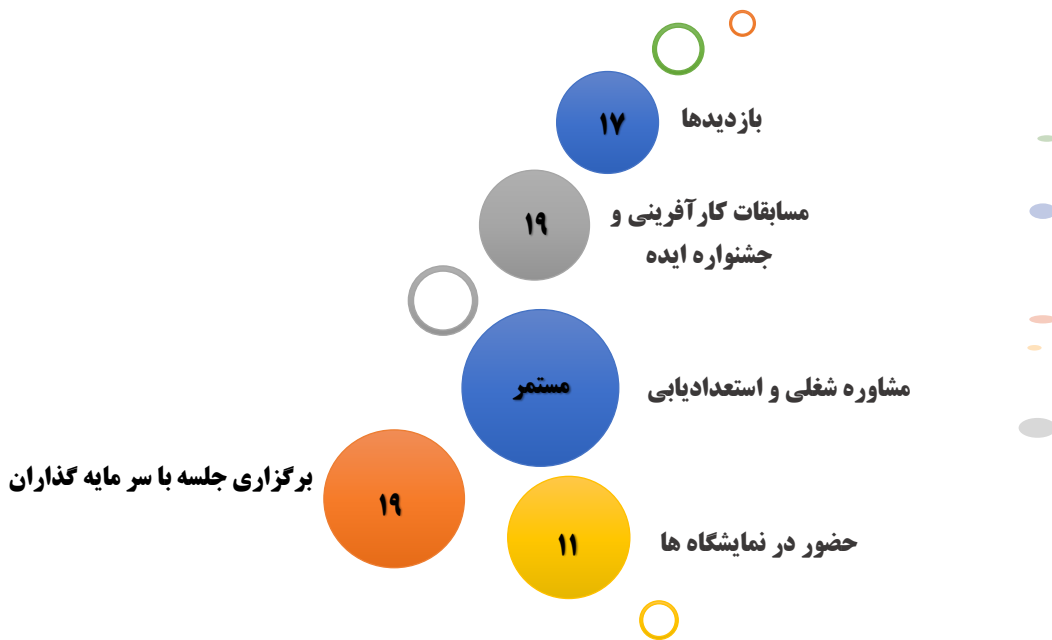 ۱۷
بازدیدها
۱۹
مسابقات کارآفرینی و
جشنواره ایده
مستمر
مشاوره شغلی و استعدادیابی
برگزاری جلسه با سر مایه گذاران
۱۹
۱۱
حضور در نمایشگاه ها